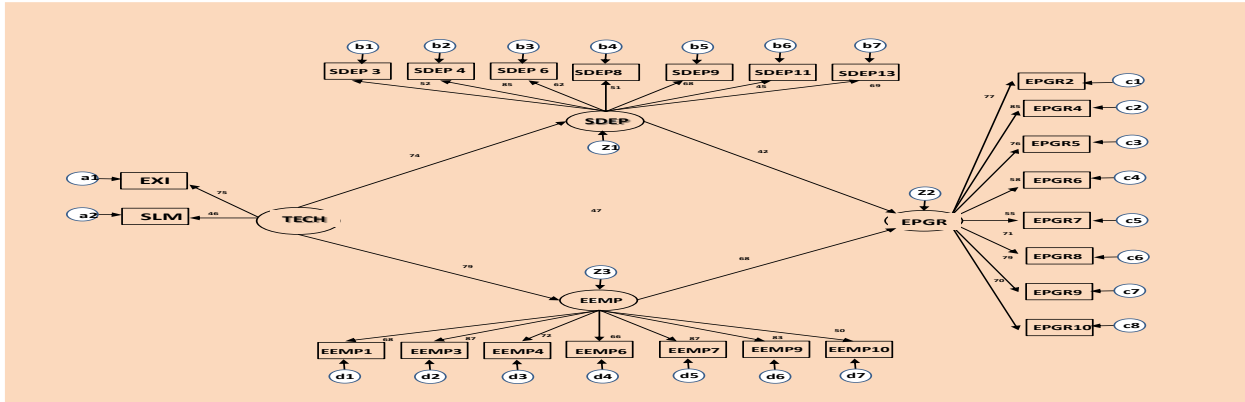 b1 b2 b3 b4 b5 b6 b7
SDEP 3 SDEP 4 SDEP 6 SDEP8 SDEP9 SDEP11 SDEP13
52 85 62 51 68 45 69
SDEP
Z1
74 42
a1 EXI
75
a2 SLM
46
TECH
47
79 68
Z3
EEMP
68 87 72 66 87 83 50
EEMP1 EEMP3 EEMP4 EEMP6 EEMP7 EEMP9 EEMP10
d1 d2 d3 d4 d5 d6 d7
Z2
EPGR
77 EPGR2 c1
85 EPGR4 c2
76 EPGR5 c3
58 EPGR6 c4
55 EPGR7 c5
71 EPGR8 c6
79 EPGR9 c7
70 EPGR10 c8